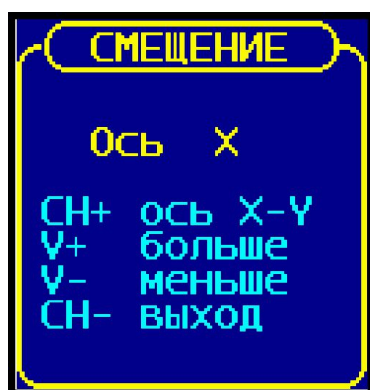 СМЕЩЕНИЕ
Ось X
CH+ ось X-Y
V+ больше
V- меньше
CH- выход